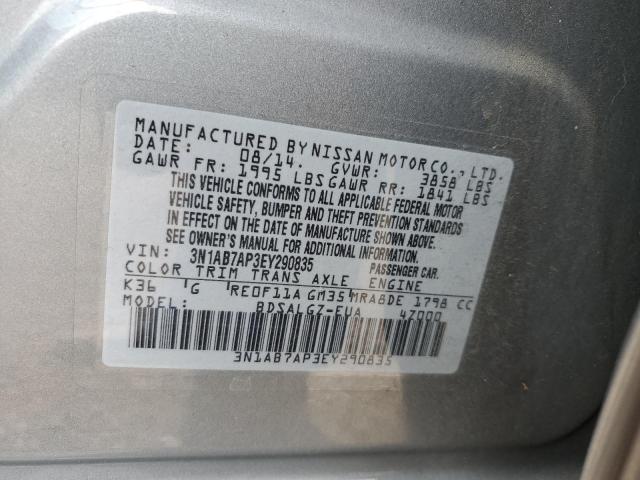 MANUFACTURED BY NISSAN MOTOR CO., LTD.
DATE: 08/14. GVWR: 3858 LBS
GAWR FR: 1995 LBS GAWR RR: 1841 LBS
THIS VEHICLE CONFORMS TO ALL APPLICABLE FEDERAL MOTOR
VEHICLE SAFETY, BUMPER AND THEFT PREVENTION STANDARDS
IN EFFECT ON THE DATE OF MANUFACTURE SHOWN ABOVE.
SEE OWNER'S MANUAL FOR ADDITIONAL INFORMATION.
VIN: 3N1AB7AP3EY290835 PASSENGER CAR.
COLOR TRIM TRANS AXLE ENGINE
K36 G RE0F11A GM35 MRA8DE 1798 CC
MODEL: BDSALGZ-EUA 4Z000
3N1AB7AP3EY290835